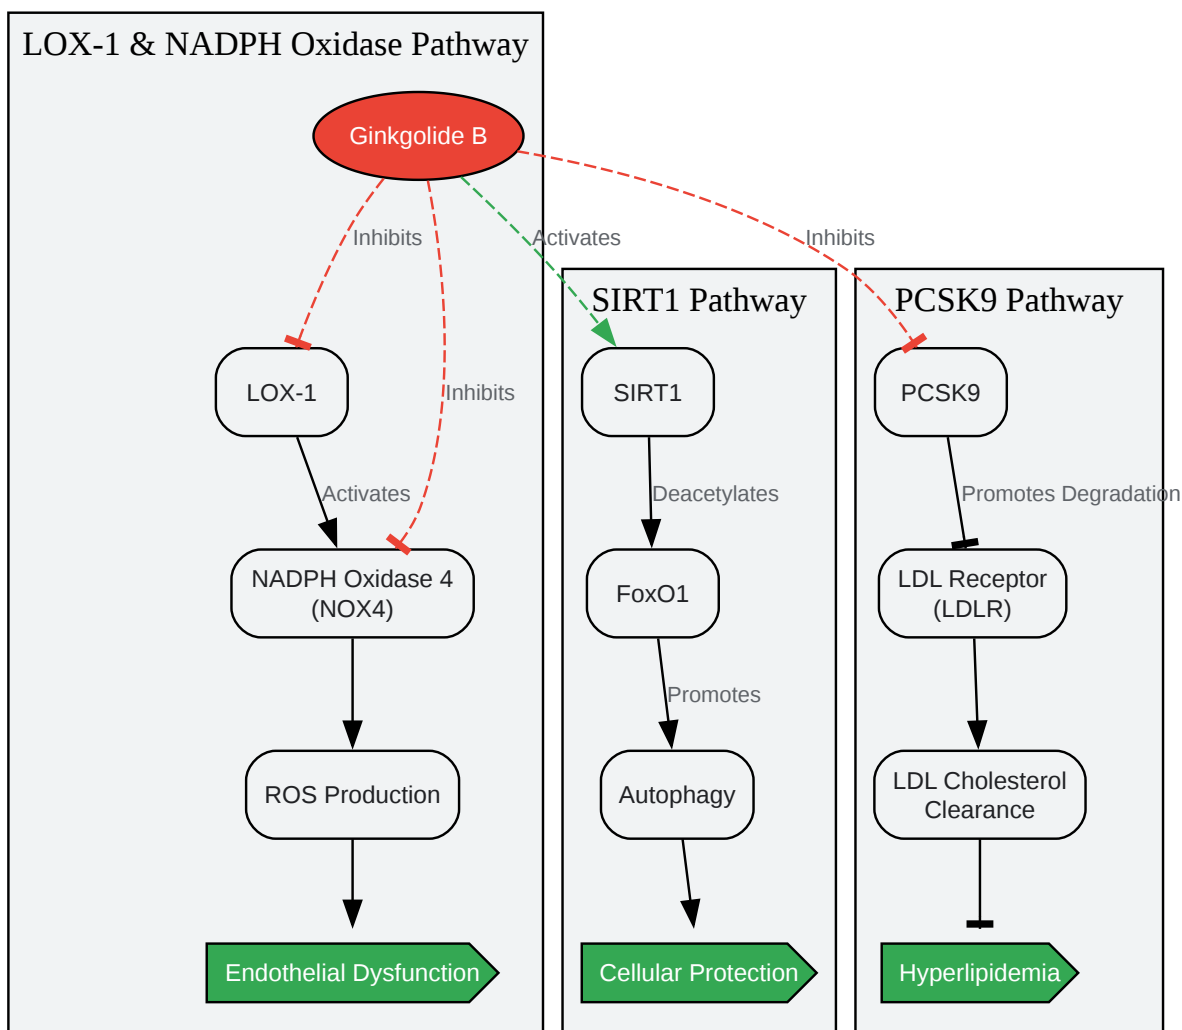 LOX-1 & NADPH Oxidase Pathway
Ginkgolide B
Inhibits
Activates
Inhibits
SIRT1 Pathway
PCSK9 Pathway
LOX-1
Inhibits
SIRT1
PCSK9
Activates
Deacetylates
Promotes Degradation
NADPH Oxidase 4
(NOX4)
FoxO1
LDL Receptor
(LDLR)
Promotes
ROS Production
Autophagy
LDL Cholesterol
Clearance
Endothelial Dysfunction
Cellular Protection
Hyperlipidemia